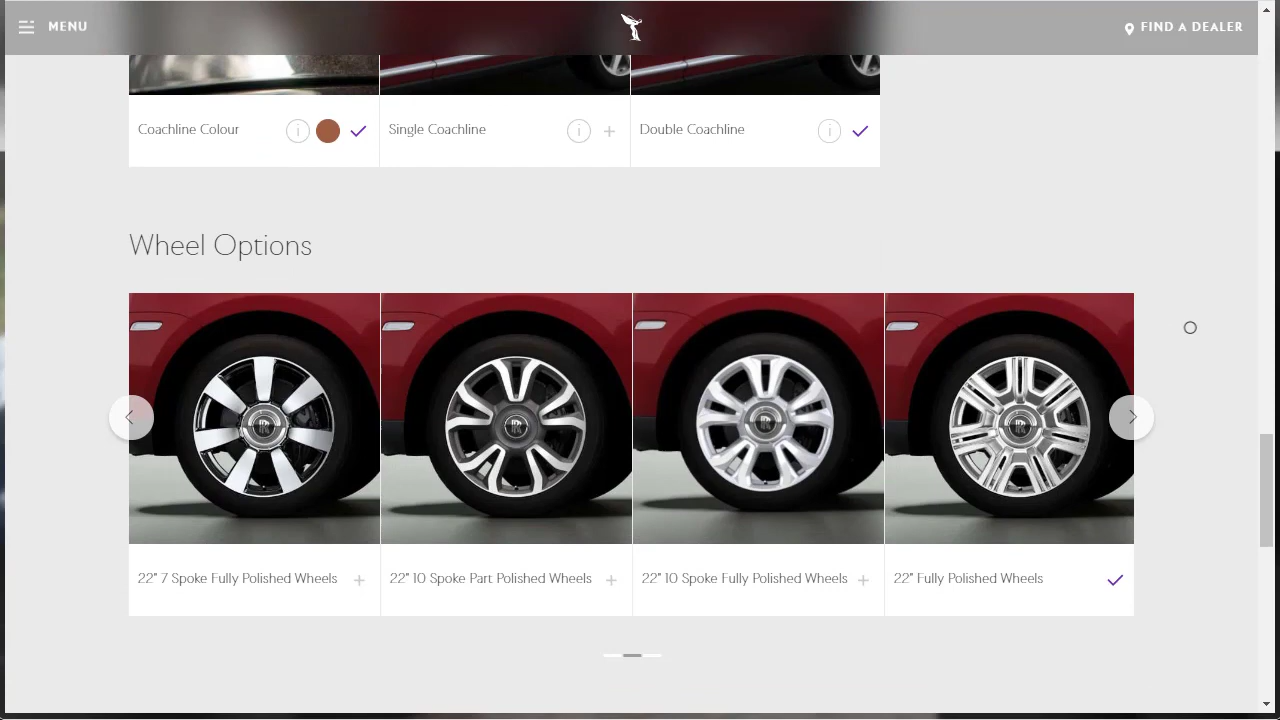 MENU
FIND A DEALER
Coachline Colour
Single Coachline
Double Coachline
Wheel Options
22" 7 Spoke Fully Polished Wheels
22" 10 Spoke Part Polished Wheels
22" 10 Spoke Fully Polished Wheels
22" Fully Polished Wheels